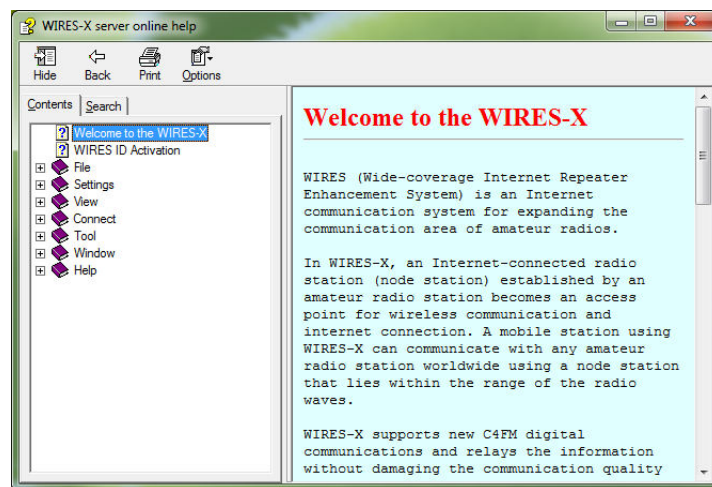 WIRES-X server online help
Hide Back Print Options
Contents Search
Welcome to the WIRES-X
WIRES ID Activation
File
Settings
View
Connect
Tool
Window
Help
Welcome to the WIRES-X
WIRES (Wide-coverage Internet Repeater
Enhancement System) is an Internet
communication system for expanding the
communication area of amateur radios.
In WIRES-X, an Internet-connected radio
station (node station) established by an
amateur radio station becomes an access
point for wireless communication and
internet connection. A mobile station using
WIRES-X can communicate with any amateur
radio station worldwide using a node station
that lies within the range of the radio
waves.
WIRES-X supports new C4FM digital
communications and relays the information
without damaging the communication quality